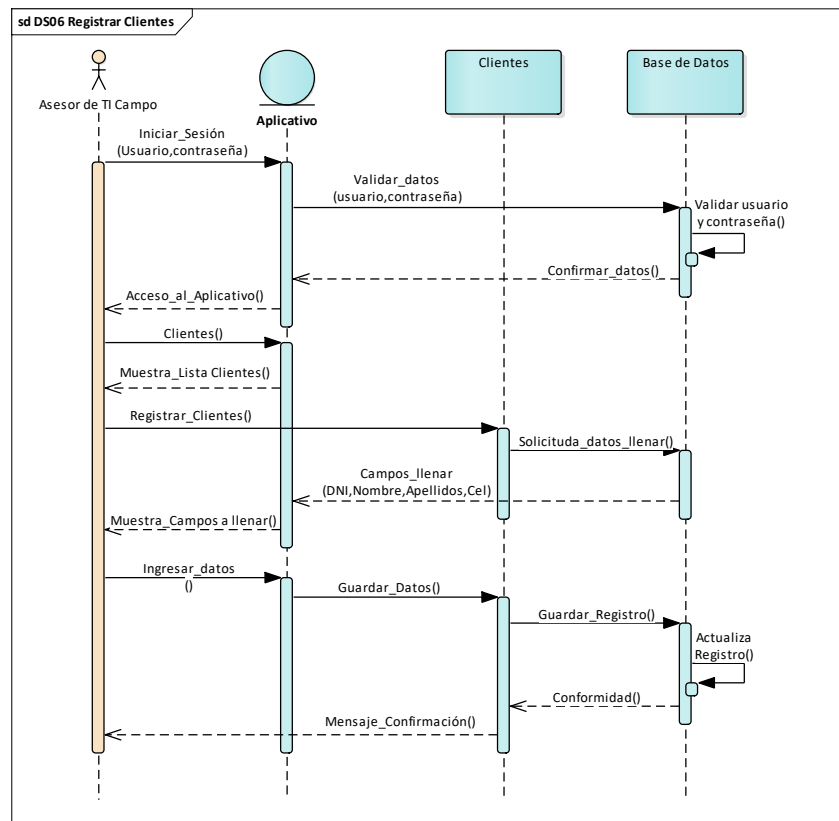 sd DS06 Registrar Clientes
Asesor de TI Campo
Aplicativo
Clientes
Base de Datos
Iniciar_Sesión
(Usuario,contraseña)
Validar_datos
(usuario,contraseña)
Validar usuario
y contraseña()
Confirmar_datos()
Acceso_al_Aplicativo()
Clientes()
Muestra_Lista Clientes()
Registrar_Clientes()
Solicituda_datos_llenar()
Campos_llenar
(DNI,Nombre,Apellidos,Cel)
Muestra_Campos a llenar()
Ingresar_datos
()
Guardar_Datos()
Guardar_Registro()
Actualiza
Registro()
Conformidad()
Mensaje_Confirmación()